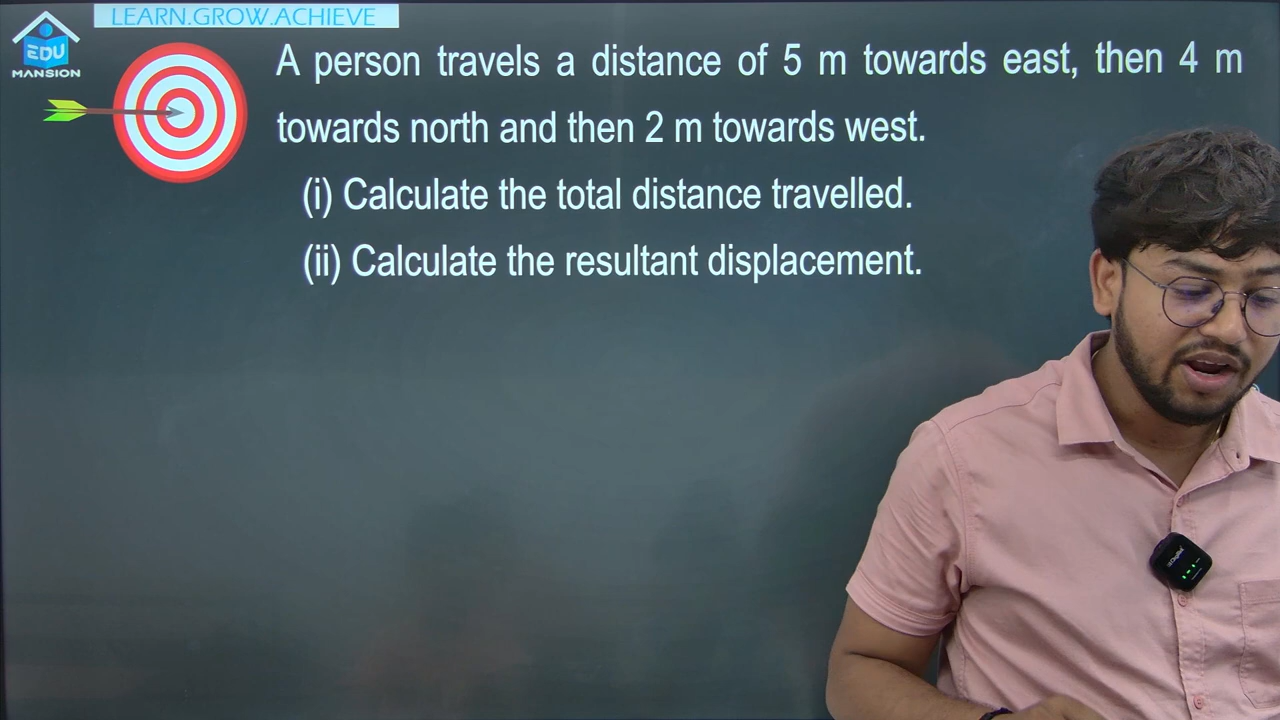 LEARN.GROW.ACHIEVE
EDU
MANSION
A person travels a distance of 5 m towards east, then 4 m
towards north and then 2 m towards west.
(i) Calculate the total distance travelled.
(ii) Calculate the resultant displacement.